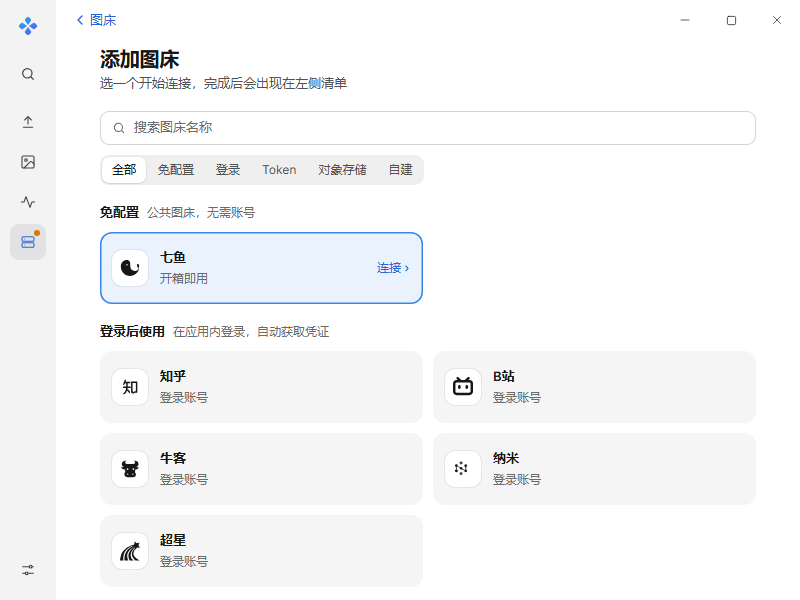 图床
添加图床
选一个开始连接，完成后会出现在左侧清单
搜索图床名称
全部 免配置 登录 Token 对象存储 自建
免配置 公共图床，无需账号
七鱼
开箱即用
连接 ›
登录后使用 在应用内登录，自动获取凭证
知
知乎
登录账号
B站
登录账号
牛客
登录账号
纳米
登录账号
超星
登录账号